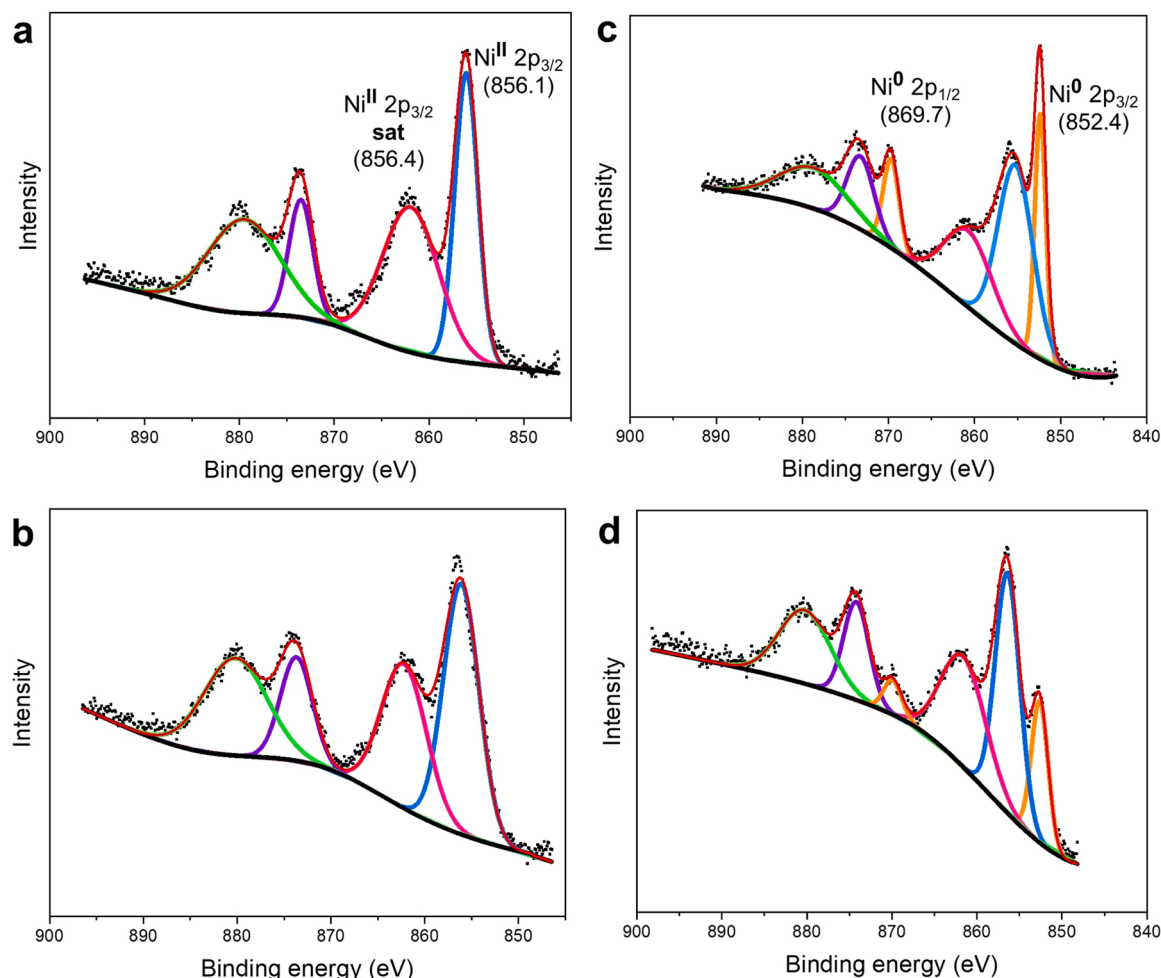 a
Ni^II 2p3/2
(856.1)
Ni^II 2p3/2
sat
(856.4)
Intensity
900 890 880 870 860 850
Binding energy (eV)
c
Ni^0 2p1/2
(869.7)
Ni^0 2p3/2
(852.4)
Intensity
900 890 880 870 860 850 840
Binding energy (eV)
b
Intensity
900 890 880 870 860 850
Binding energy (eV)
d
Intensity
900 890 880 870 860 850 840
Binding energy (eV)